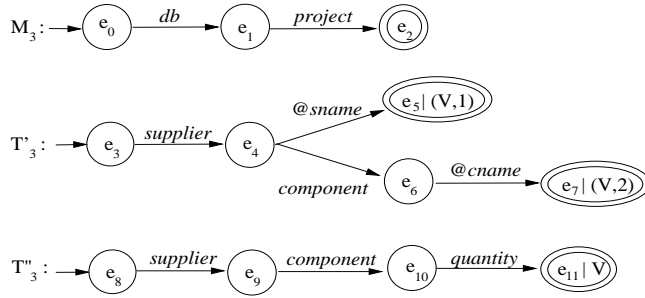 M₃: e₀ db e₁ project e₂
@sname e₅ | (V,1)
T'₃: e₃ supplier e₄
component e₆ @cname e₇ | (V,2)
T"₃: e₈ supplier e₉ component e₁₀ quantity e₁₁ | V